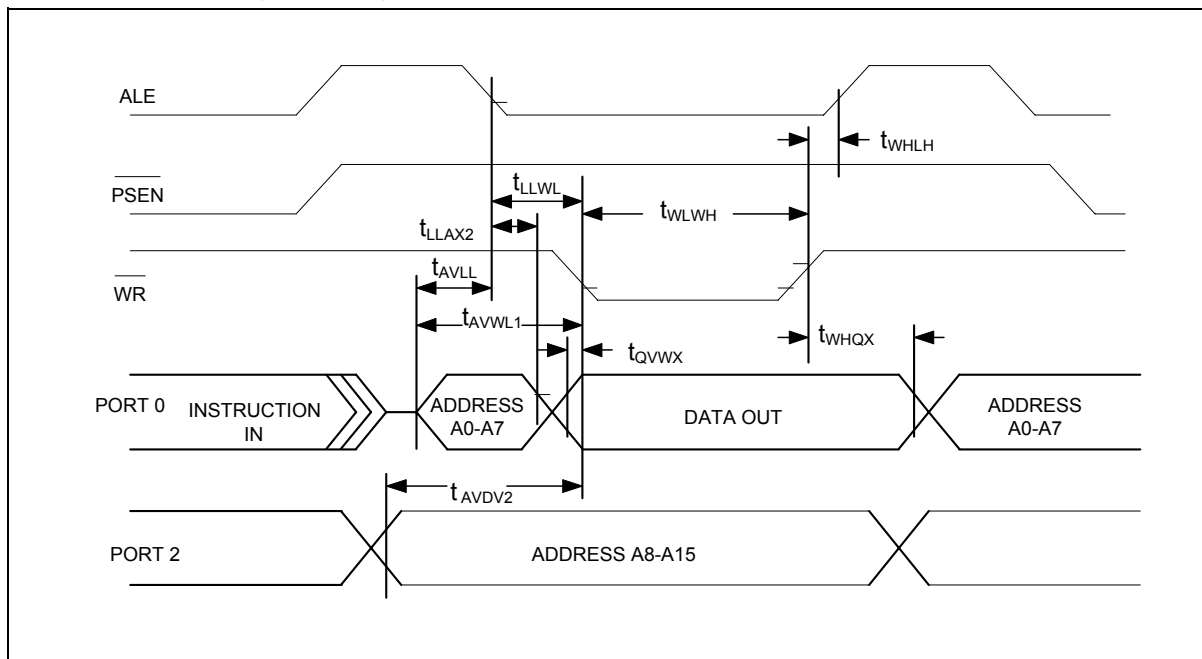 ALE
tWHLH
PSEN
tLLWL
tWLWH
tLLAX2
tAVLL
WR
tAVWL1
tWHQX
tQVWX
PORT 0
INSTRUCTION
IN
ADDRESS
A0-A7
DATA OUT
ADDRESS
A0-A7
t AVDV2
PORT 2
ADDRESS A8-A15